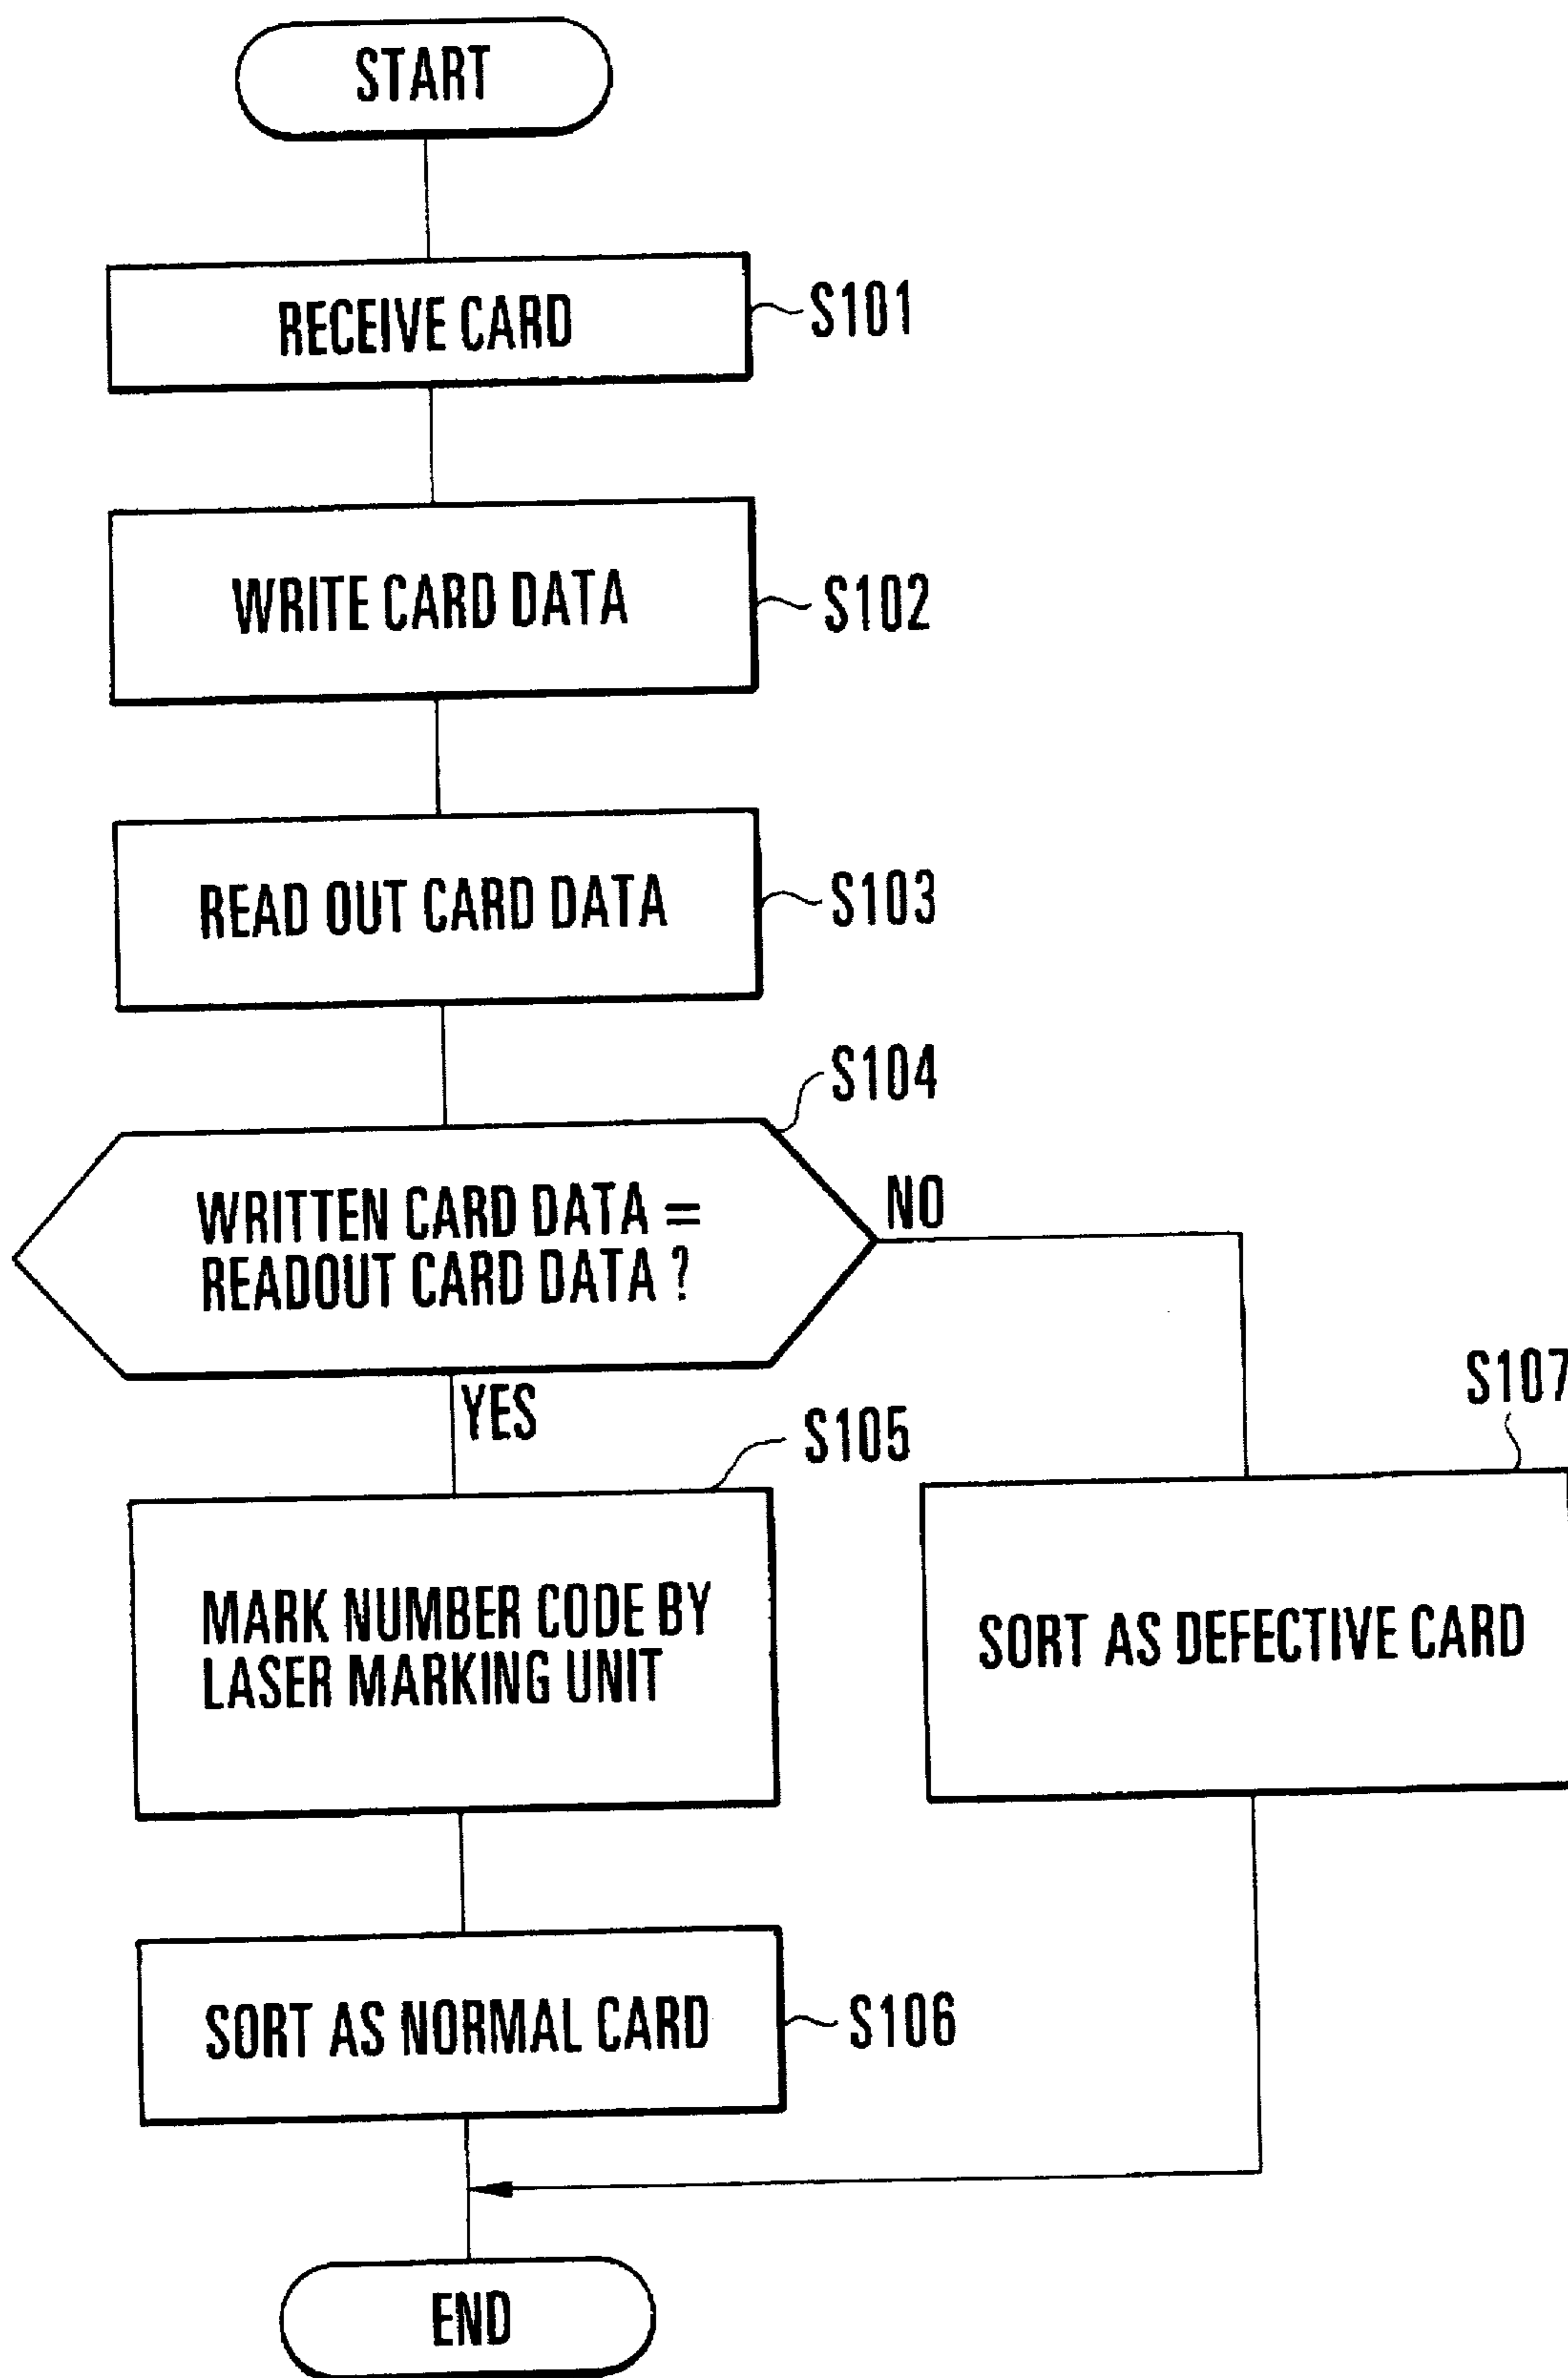 START
RECEIVE CARD
S101
WRITE CARD DATA
S102
READ OUT CARD DATA
S103
S104
WRITTEN CARD DATA =
READOUT CARD DATA ?
NO
YES
S105
MARK NUMBER CODE BY
LASER MARKING UNIT
S107
SORT AS DEFECTIVE CARD
SORT AS NORMAL CARD
S106
END